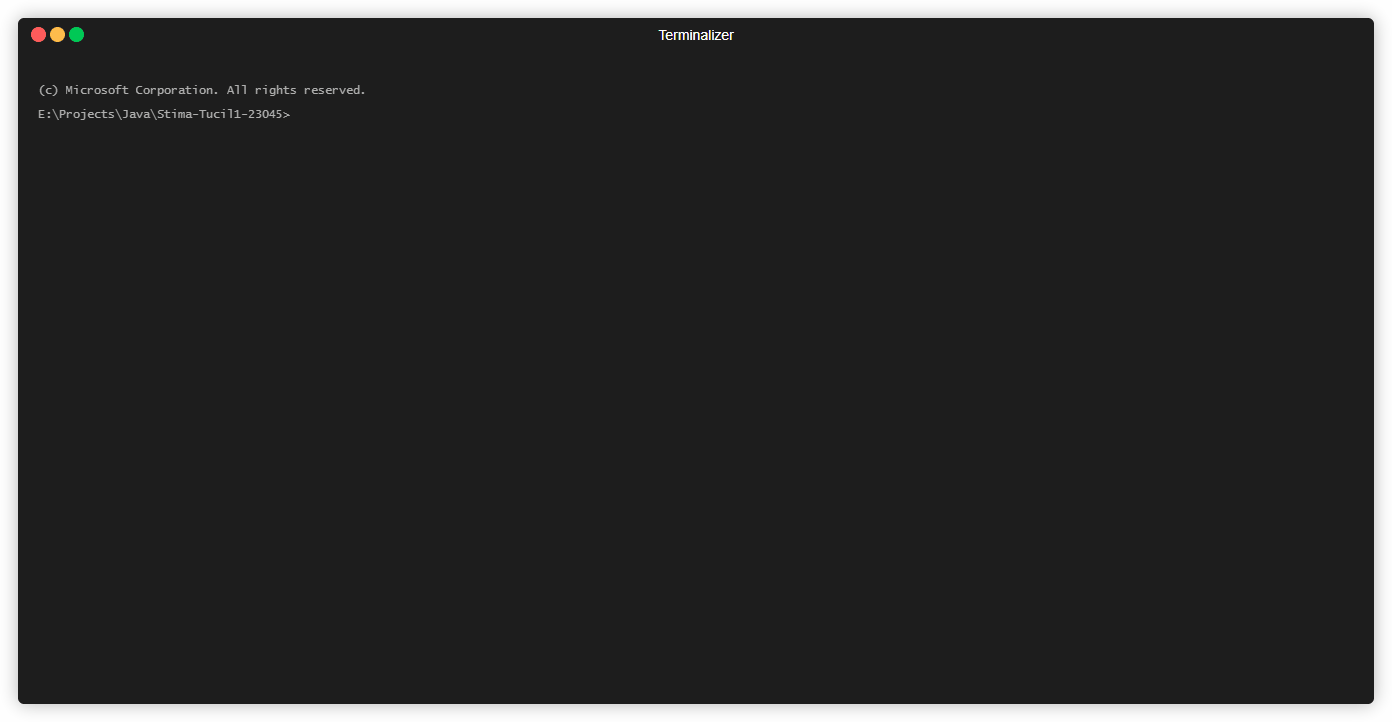 Terminalizer
(c) Microsoft Corporation. All rights reserved.
E:\Projects\Java\Stima-Tucil1-23045>